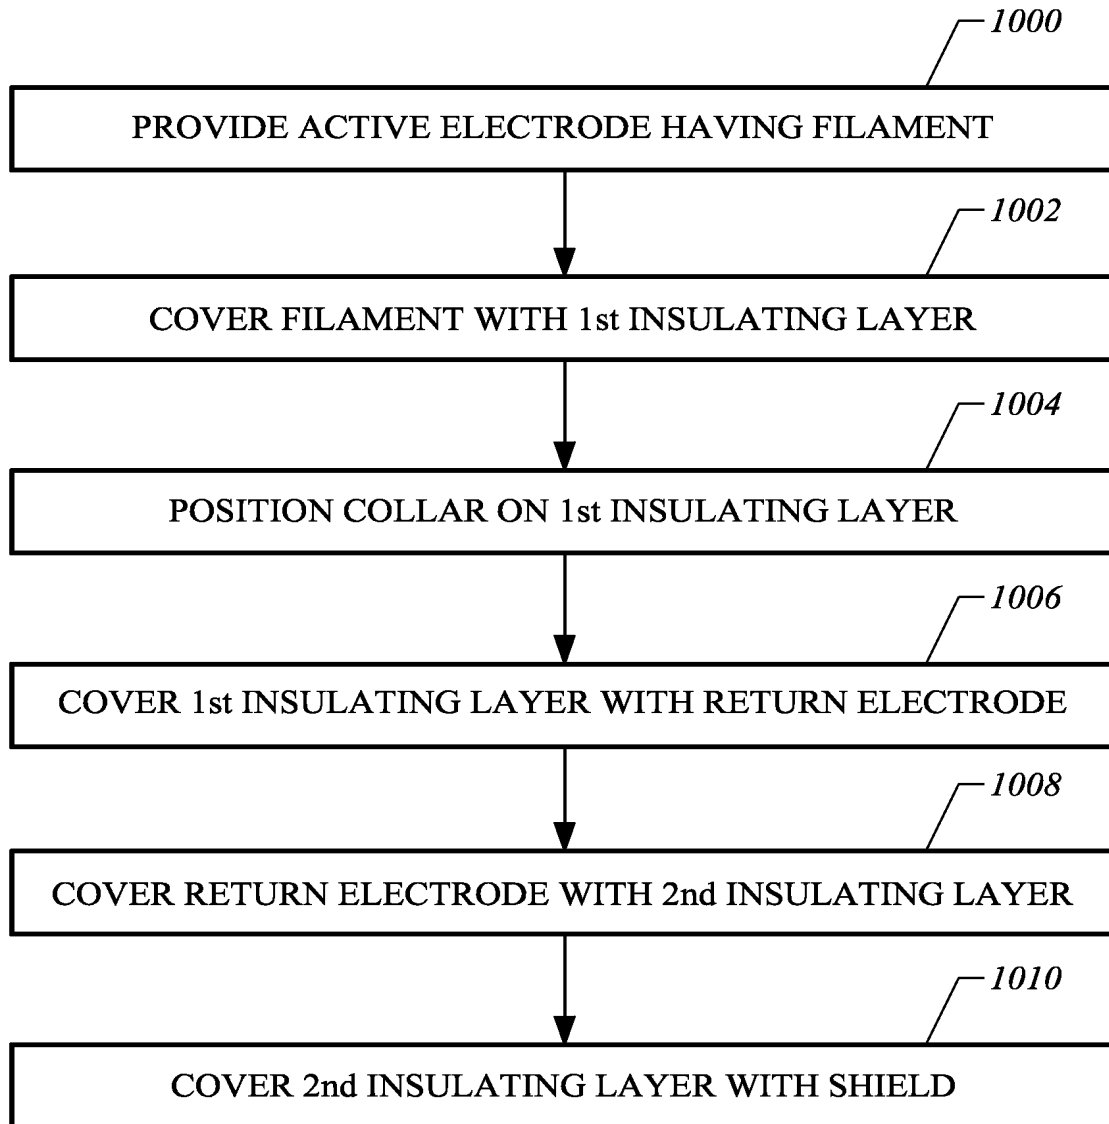 1000
PROVIDE ACTIVE ELECTRODE HAVING FILAMENT
1002
COVER FILAMENT WITH 1st INSULATING LAYER
1004
POSITION COLLAR ON 1st INSULATING LAYER
1006
COVER 1st INSULATING LAYER WITH RETURN ELECTRODE
1008
COVER RETURN ELECTRODE WITH 2nd INSULATING LAYER
1010
COVER 2nd INSULATING LAYER WITH SHIELD